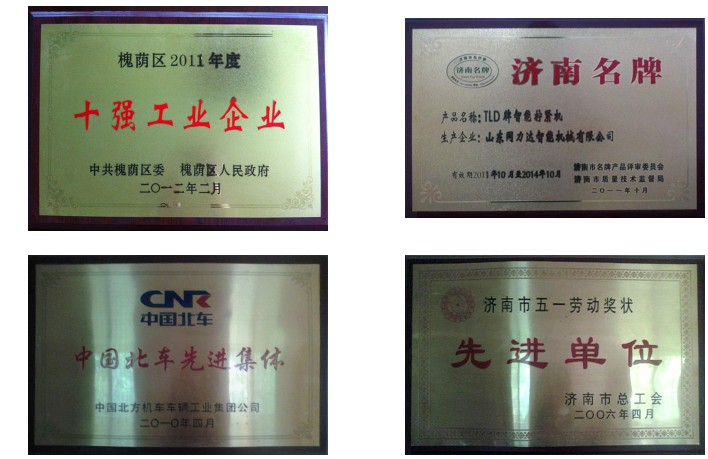 槐荫区2011年度
十强工业企业
中共槐荫区委 槐荫区人民政府
二〇一二年二月
济南名牌
济南名牌
产品名称：TLD牌智能拧紧机
生产企业：山东同力达智能机械有限公司
有效期2011年10月至2014年10月
济南市名牌产品评审委员会
济南市质量技术监督局
二〇一一年十月
CNR
中国北车
中国北车先进集体
中国北方机车车辆工业集团公司
二〇一〇年四月
济南市五一劳动奖状
先进单位
济南市总工会
二〇〇六年四月